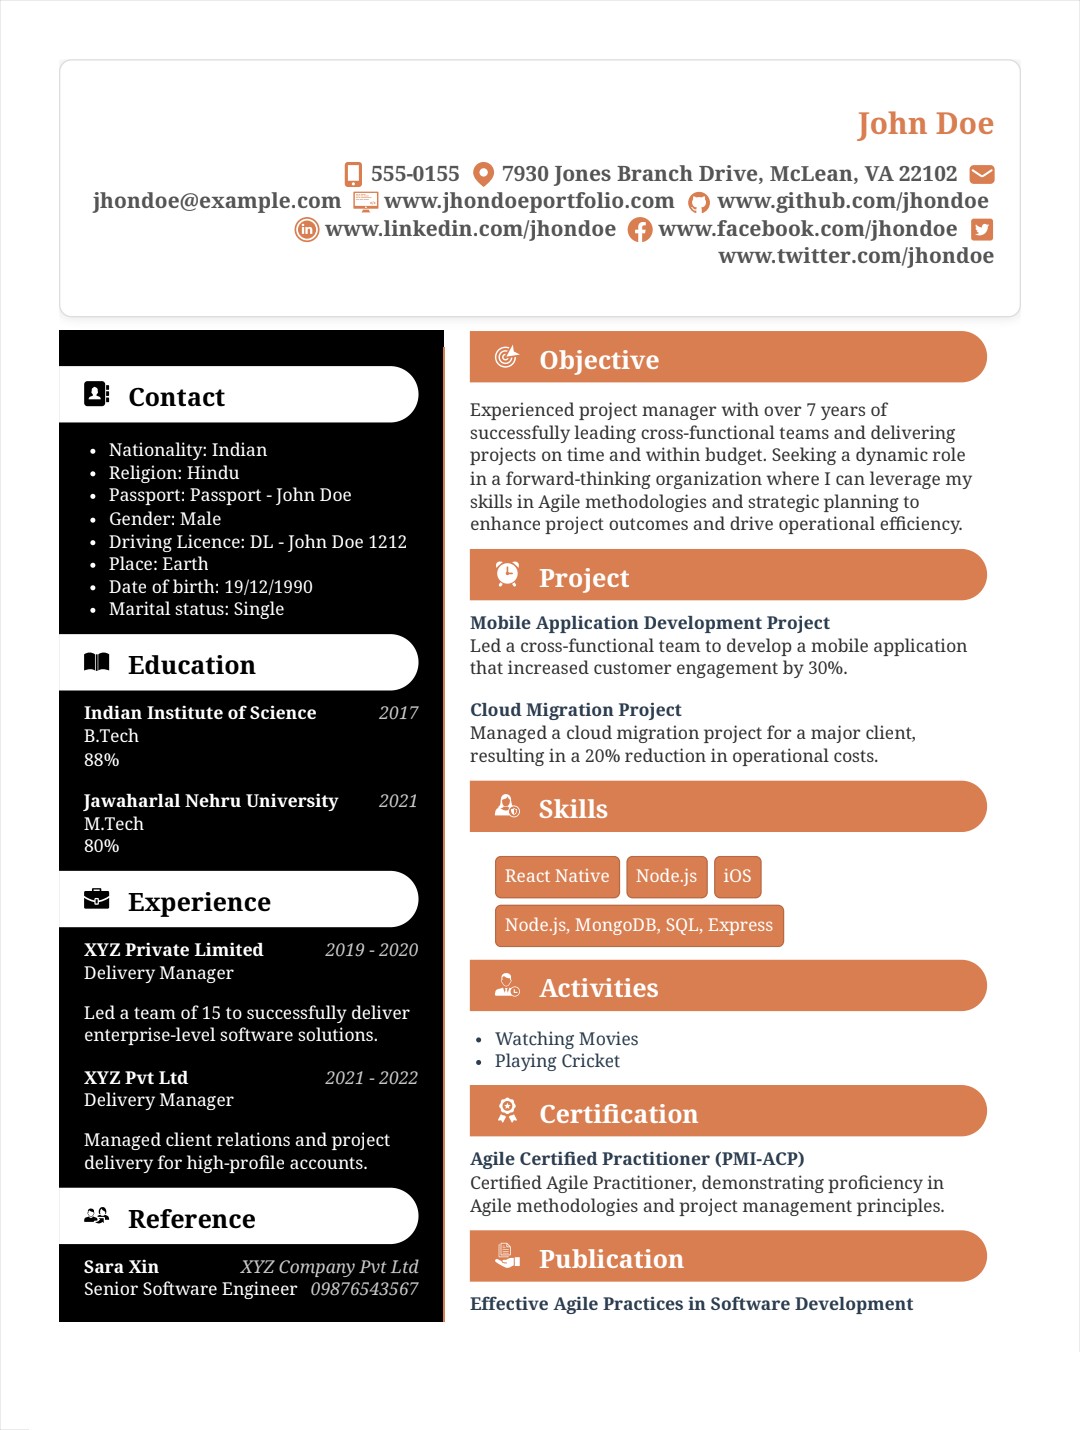 John Doe
555-0155 7930 Jones Branch Drive, McLean, VA 22102
jhondoe@example.com www.jhondoeportfolio.com www.github.com/jhondoe
www.linkedin.com/jhondoe www.facebook.com/jhondoe
www.twitter.com/jhondoe
Contact
• Nationality: Indian
• Religion: Hindu
• Passport: Passport - John Doe
• Gender: Male
• Driving Licence: DL - John Doe 1212
• Place: Earth
• Date of birth: 19/12/1990
• Marital status: Single
Education
Indian Institute of Science 2017
B.Tech
88%
Jawaharlal Nehru University 2021
M.Tech
80%
Experience
XYZ Private Limited 2019 - 2020
Delivery Manager
Led a team of 15 to successfully deliver
enterprise-level software solutions.
XYZ Pvt Ltd 2021 - 2022
Delivery Manager
Managed client relations and project
delivery for high-profile accounts.
Reference
Sara Xin XYZ Company Pvt Ltd
Senior Software Engineer 09876543567
Objective
Experienced project manager with over 7 years of
successfully leading cross-functional teams and delivering
projects on time and within budget. Seeking a dynamic role
in a forward-thinking organization where I can leverage my
skills in Agile methodologies and strategic planning to
enhance project outcomes and drive operational efficiency.
Project
Mobile Application Development Project
Led a cross-functional team to develop a mobile application
that increased customer engagement by 30%.
Cloud Migration Project
Managed a cloud migration project for a major client,
resulting in a 20% reduction in operational costs.
Skills
React Native Node.js iOS
Node.js, MongoDB, SQL, Express
Activities
• Watching Movies
• Playing Cricket
Certification
Agile Certified Practitioner (PMI-ACP)
Certified Agile Practitioner, demonstrating proficiency in
Agile methodologies and project management principles.
Publication
Effective Agile Practices in Software Development